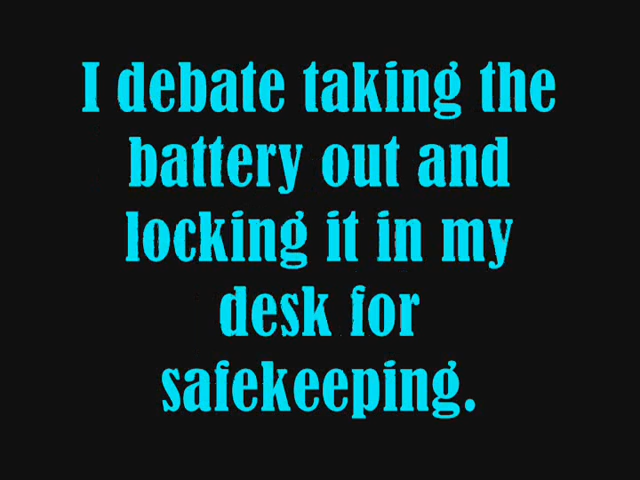 I debate taking the
battery out and
locking it in my
desk for
safekeeping.